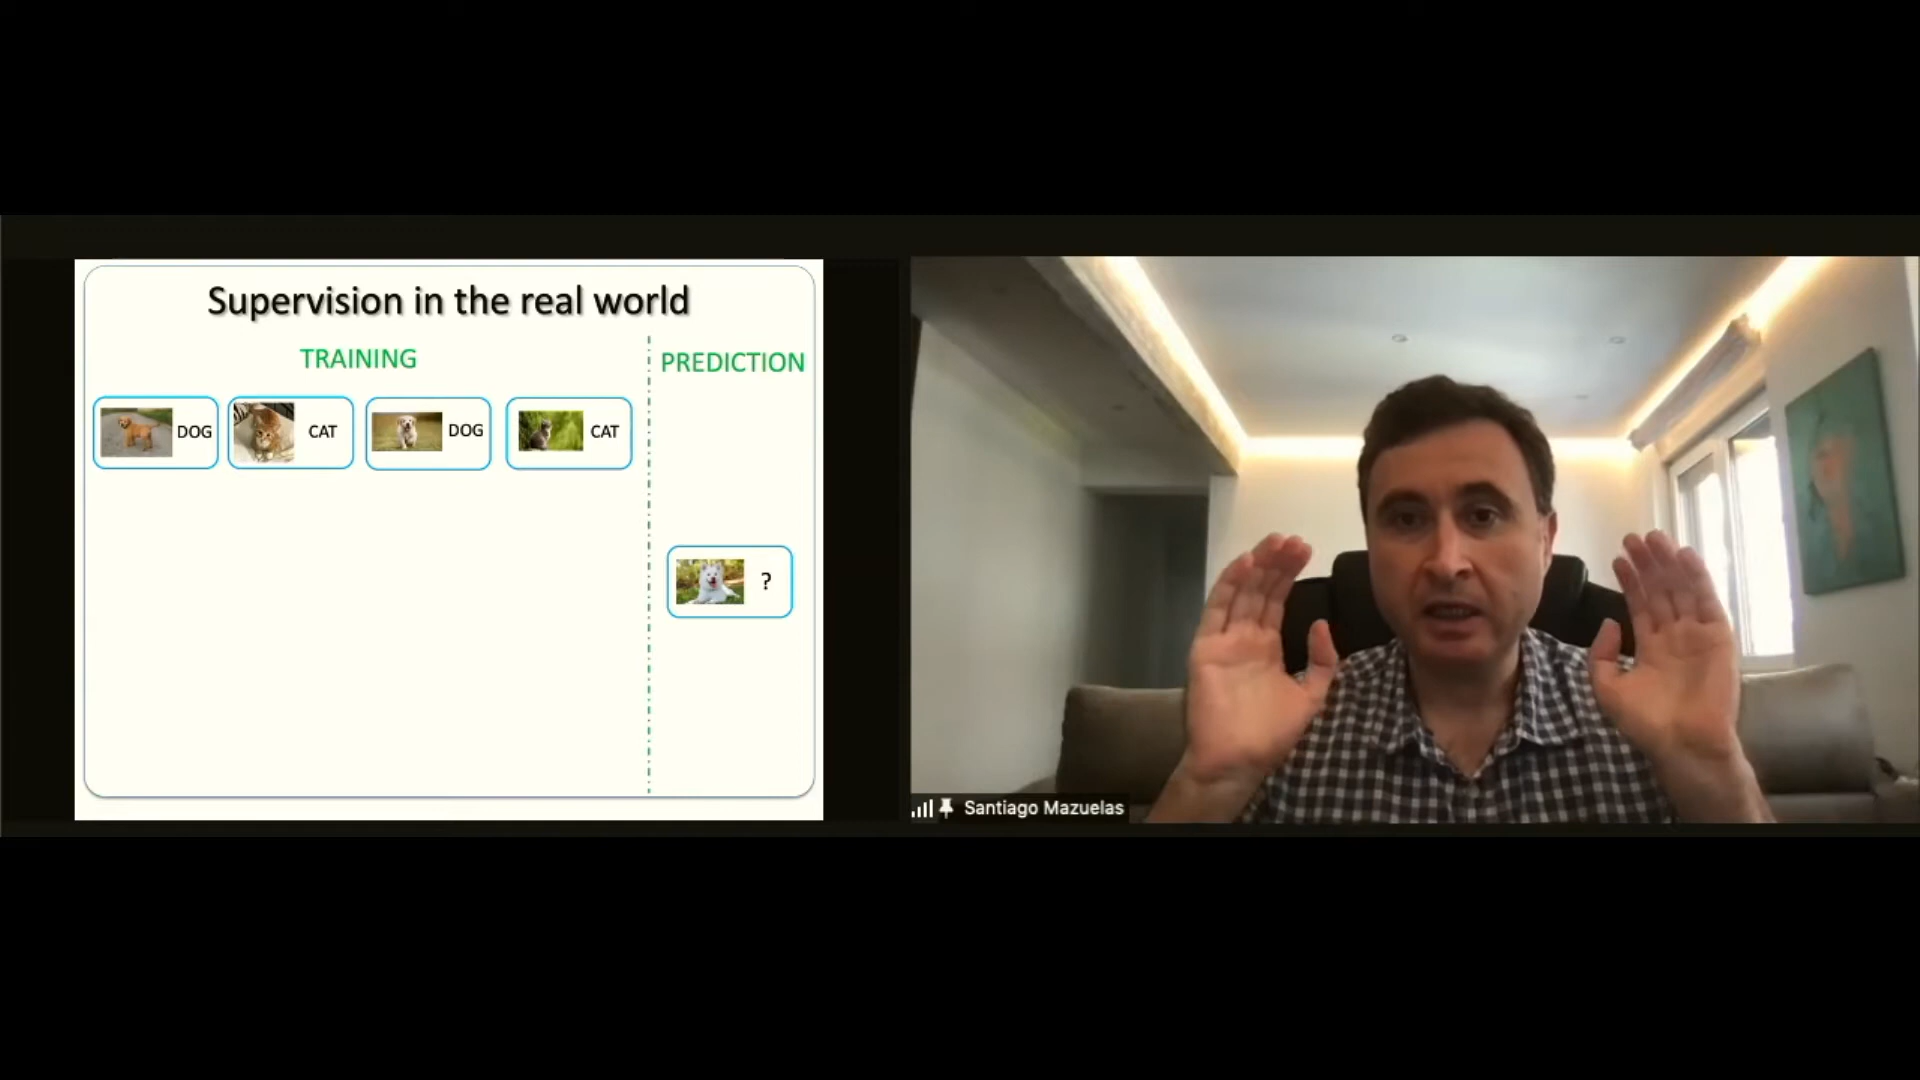 Supervision in the real world
TRAINING
PREDICTION
DOG
CAT
DOG
CAT
?
Santiago Mazuelas